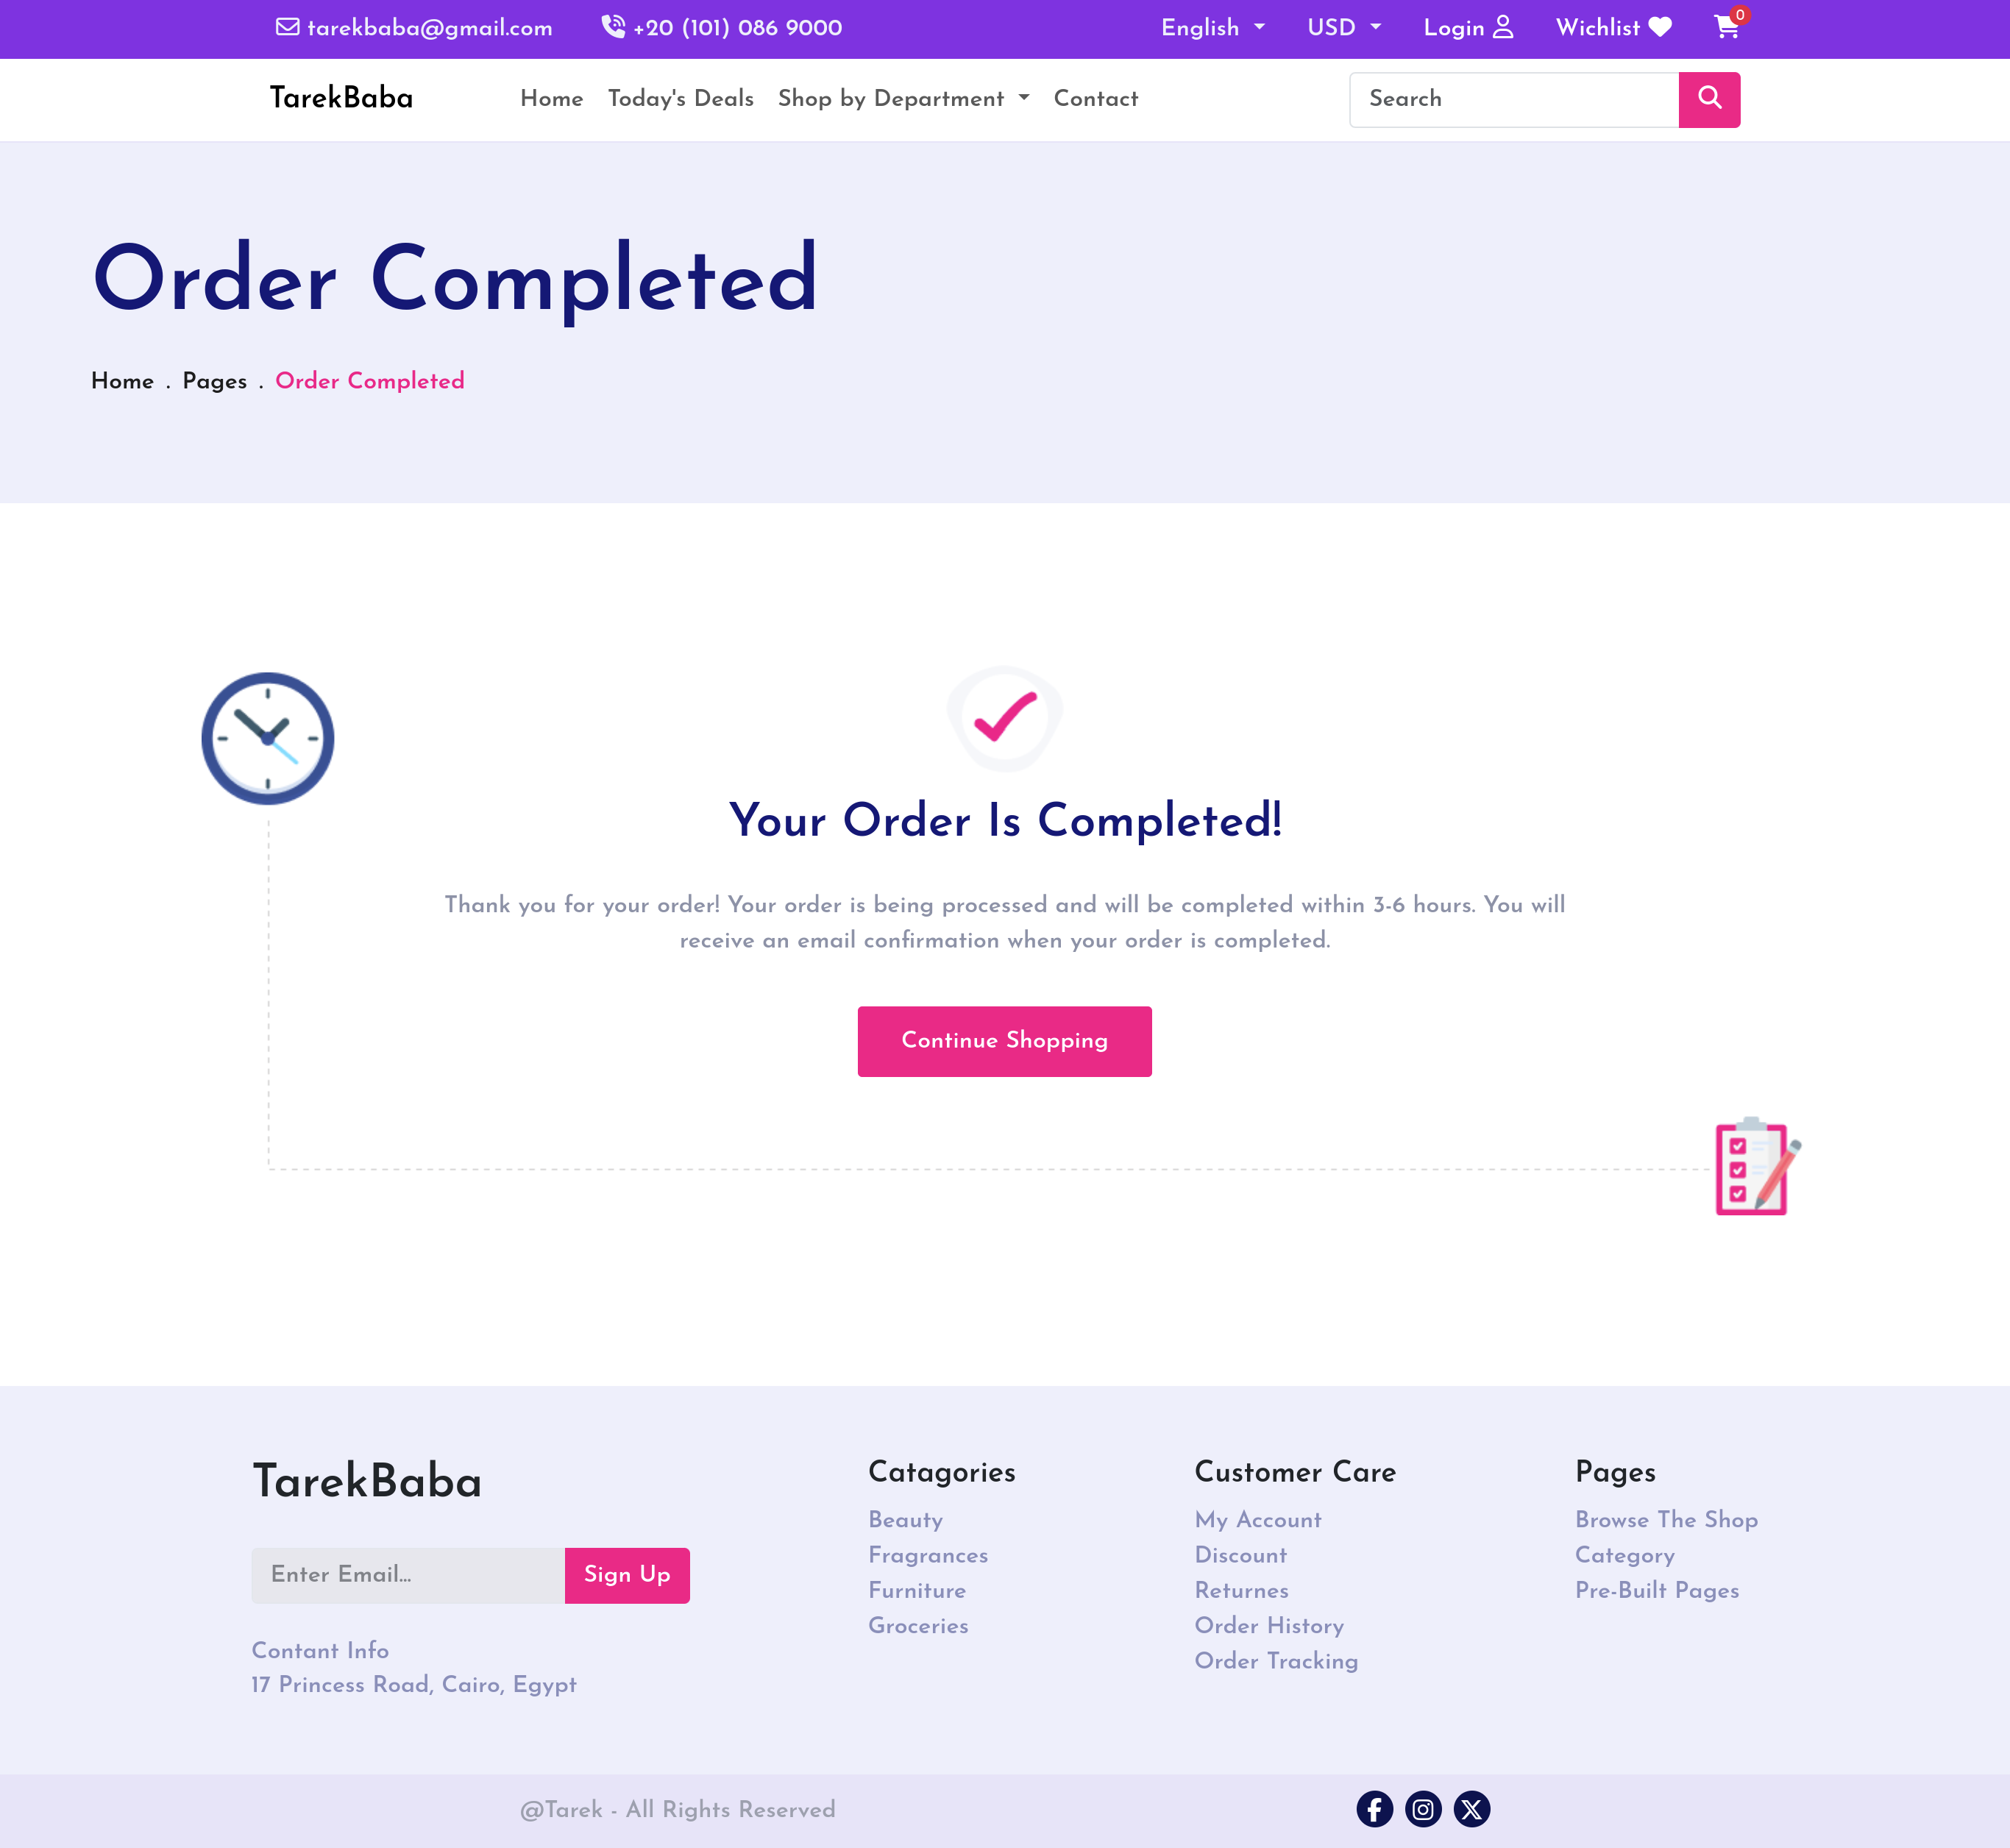 tarekbaba@gmail.com +20 (101) 086 9000 English USD Login Wichlist 0
TarekBaba Home Today's Deals Shop by Department Contact Search
Order Completed
Home . Pages . Order Completed
Your Order Is Completed!
Thank you for your order! Your order is being processed and will be completed within 3-6 hours. You will
receive an email confirmation when your order is completed.
Continue Shopping
TarekBaba
Enter Email... Sign Up
Contant Info
17 Princess Road, Cairo, Egypt
Catagories
Beauty
Fragrances
Furniture
Groceries
Customer Care
My Account
Discount
Returnes
Order History
Order Tracking
Pages
Browse The Shop
Category
Pre-Built Pages
@Tarek - All Rights Reserved